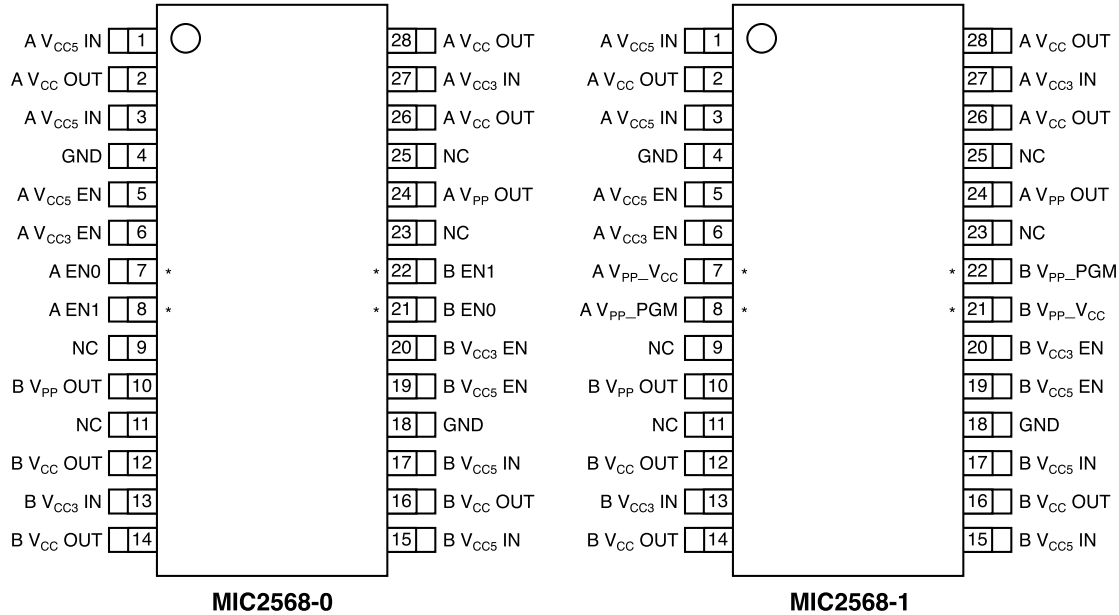 A VCC5 IN 1 28 A VCC OUT
A VCC OUT 2 27 A VCC3 IN
A VCC5 IN 3 26 A VCC OUT
GND 4 25 NC
A VCC5 EN 5 24 A VPP OUT
A VCC3 EN 6 23 NC
A EN0 7 * * 22 B EN1
A EN1 8 * * 21 B EN0
NC 9 20 B VCC3 EN
B VPP OUT 10 19 B VCC5 EN
NC 11 18 GND
B VCC OUT 12 17 B VCC5 IN
B VCC3 IN 13 16 B VCC OUT
B VCC OUT 14 15 B VCC5 IN
MIC2568-0
A VCC5 IN 1 28 A VCC OUT
A VCC OUT 2 27 A VCC3 IN
A VCC5 IN 3 26 A VCC OUT
GND 4 25 NC
A VCC5 EN 5 24 A VPP OUT
A VCC3 EN 6 23 NC
A VPP_VCC 7 * * 22 B VPP_PGM
A VPP_PGM 8 * * 21 B VPP_VCC
NC 9 20 B VCC3 EN
B VPP OUT 10 19 B VCC5 EN
NC 11 18 GND
B VCC OUT 12 17 B VCC5 IN
B VCC3 IN 13 16 B VCC OUT
B VCC OUT 14 15 B VCC5 IN
MIC2568-1